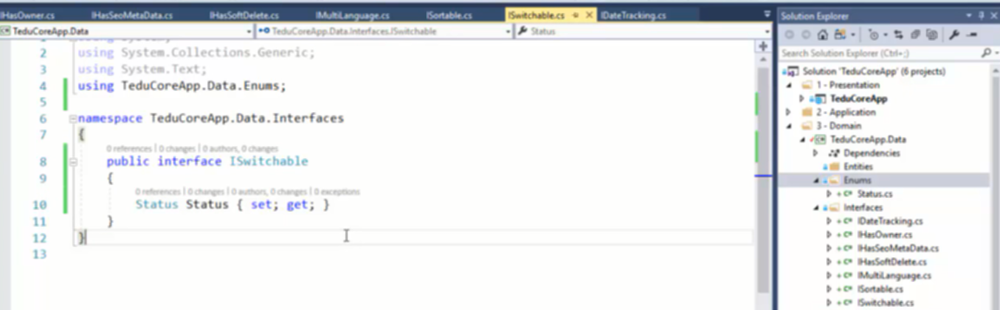 IHasOwner.cs
IHasSeoMetaData.cs
IHasSoftDelete.cs
IMultiLanguage.cs
ISortable.cs
ISwitchable.cs
IDateTracking.cs
TeduCoreApp.Data
TeduCoreApp.Data.Interfaces.ISwitchable
Status
1 using System;
2 using System.Collections.Generic;
3 using System.Text;
4 using TeduCoreApp.Data.Enums;
5
6 namespace TeduCoreApp.Data.Interfaces
7 {
0 references | 0 changes | 0 authors, 0 changes
8 public interface ISwitchable
9 {
0 references | 0 changes | 0 authors, 0 changes | 0 exceptions
10 Status Status { set; get; }
11 }
12 }
13
Solution Explorer
Search Solution Explorer (Ctrl+;)
Solution 'TeduCoreApp' (6 projects)
1 - Presentation
TeduCoreApp
2 - Application
3 - Domain
TeduCoreApp.Data
Dependencies
Entities
Enums
Status.cs
Interfaces
IDateTracking.cs
IHasOwner.cs
IHasSeoMetaData.cs
IHasSoftDelete.cs
IMultiLanguage.cs
ISortable.cs
ISwitchable.cs